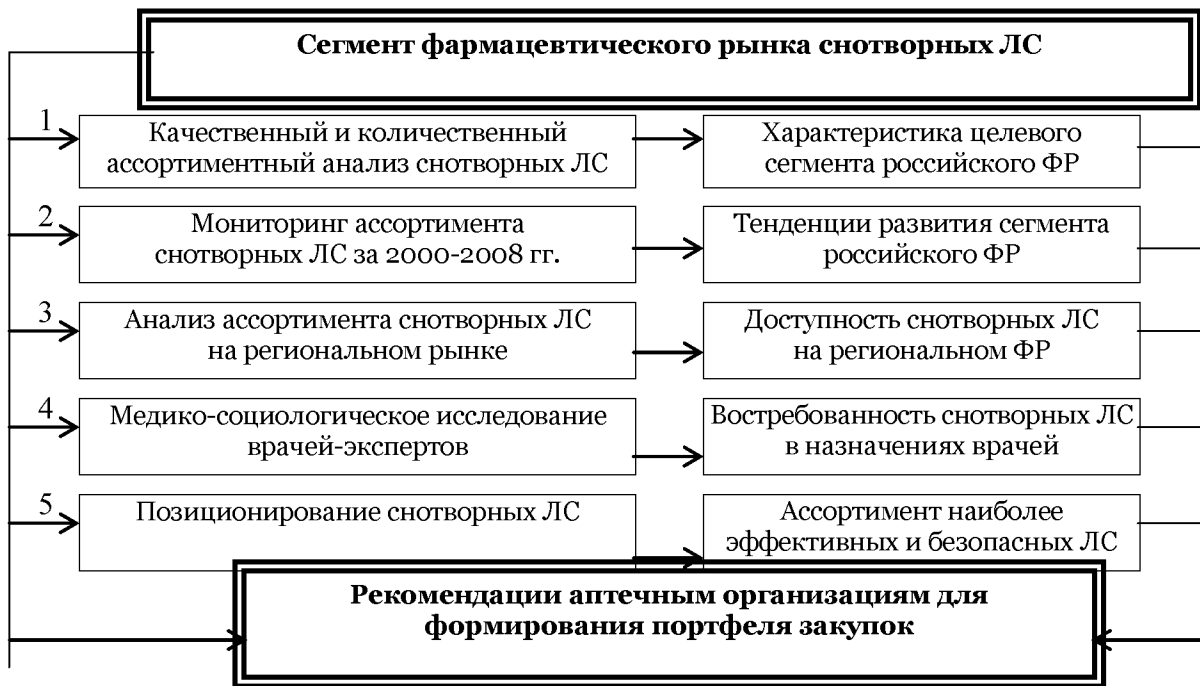 Сегмент фармацевтического рынка снотворных ЛС
1
Качественный и количественный
ассортиментный анализ снотворных ЛС
Характеристика целевого
сегмента российского ФР
2
Мониторинг ассортимента
снотворных ЛС за 2000-2008 гг.
Тенденции развития сегмента
российского ФР
3
Анализ ассортимента снотворных ЛС
на региональном рынке
Доступность снотворных ЛС
на региональном ФР
4
Медико-социологическое исследование
врачей-экспертов
Востребованность снотворных ЛС
в назначениях врачей
5
Позиционирование снотворных ЛС
Ассортимент наиболее
эффективных и безопасных ЛС
Рекомендации аптечным организациям для
формирования портфеля закупок